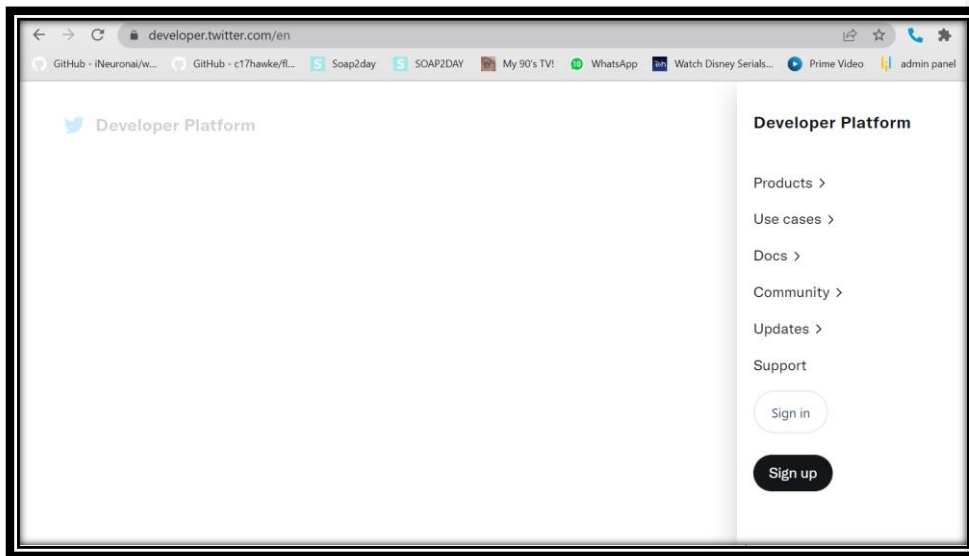 developer.twitter.com/en
GitHub - iNeuronai/w... GitHub - c17hawke/fl... S Soap2day S SOAP2DAY My 90's TV! 10 WhatsApp Watch Disney Serials... Prime Video admin panel
Developer Platform
Developer Platform
Products >
Use cases >
Docs >
Community >
Updates >
Support
Sign in
Sign up